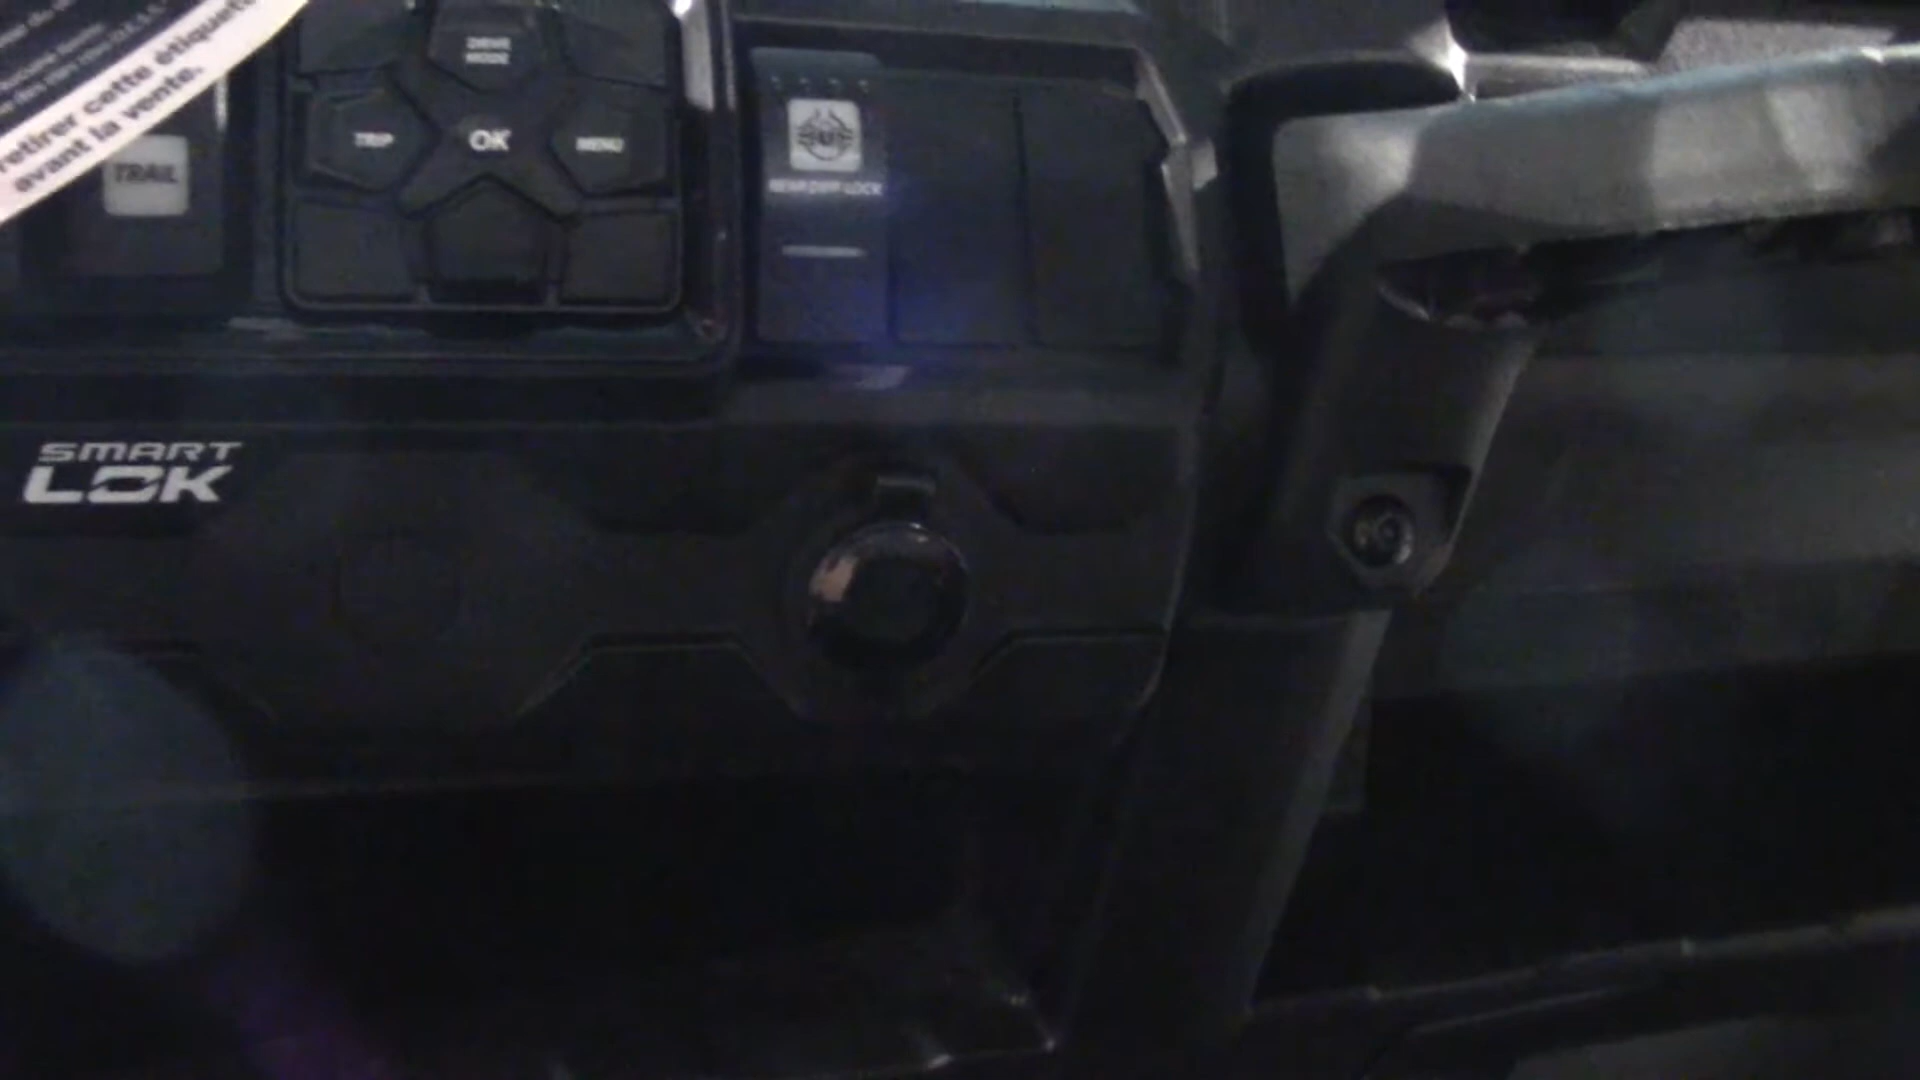 retirer cette étiquette
avant la vente.
TRAIL
DRIVE
MODE
TRIP
OK
MENU
REAR DIFF LOCK
SMART
LOK